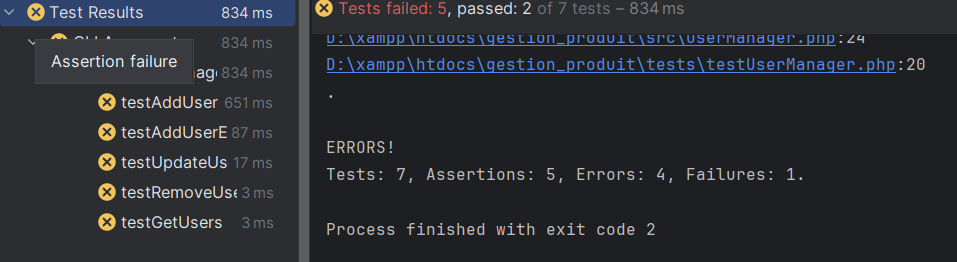 Test Results 834 ms
834 ms
Assertion failure
834 ms
testAddUser 651 ms
testAddUserE 87 ms
testUpdateUs 17 ms
testRemoveUse 3 ms
testGetUsers 3 ms
Tests failed: 5, passed: 2 of 7 tests – 834 ms
D:\xampp\htdocs\gestion_produit\src\userManager.php:24
D:\xampp\htdocs\gestion_produit\tests\testUserManager.php:20
.
ERRORS!
Tests: 7, Assertions: 5, Errors: 4, Failures: 1.
Process finished with exit code 2